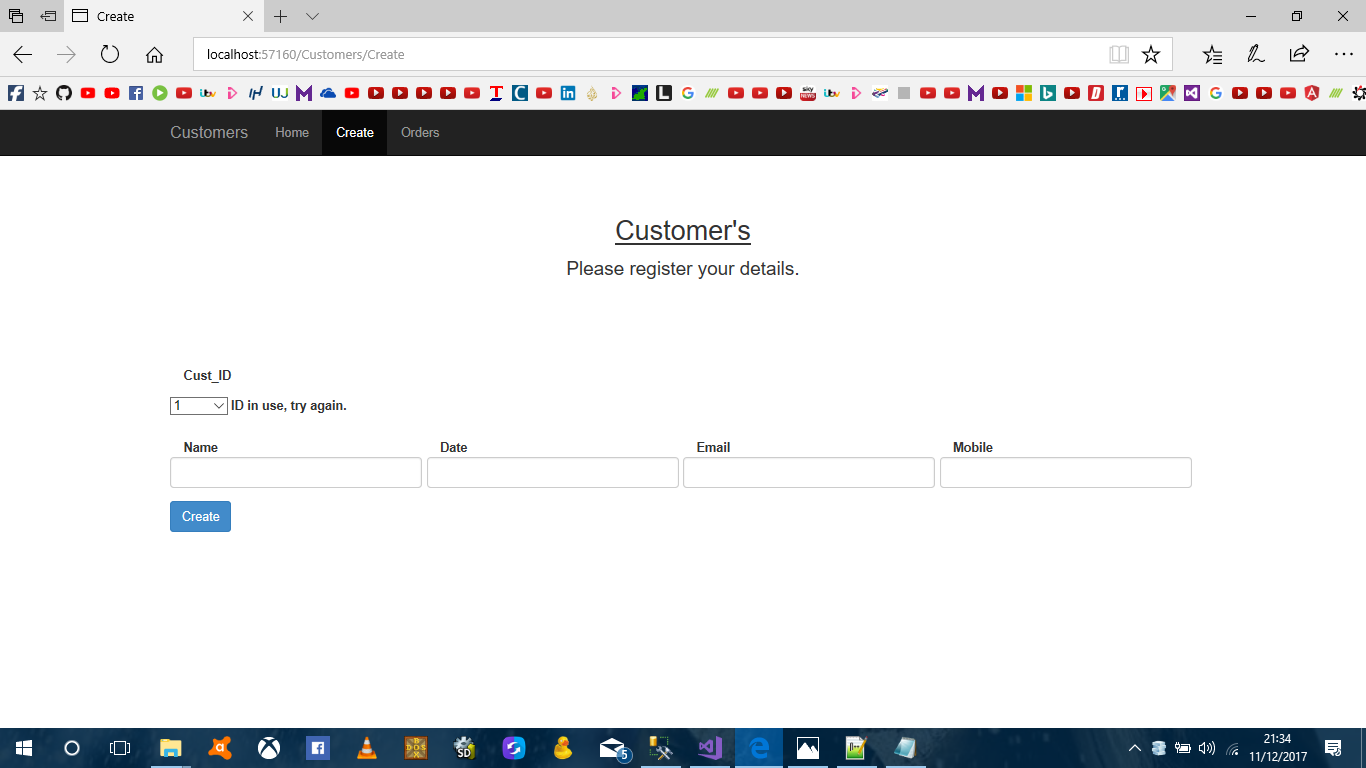 Create
localhost:57160/Customers/Create
Customers Home Create Orders
Customer's
Please register your details.
Cust_ID
1 ID in use, try again.
Name Date Email Mobile
Create
21:34
11/12/2017
5